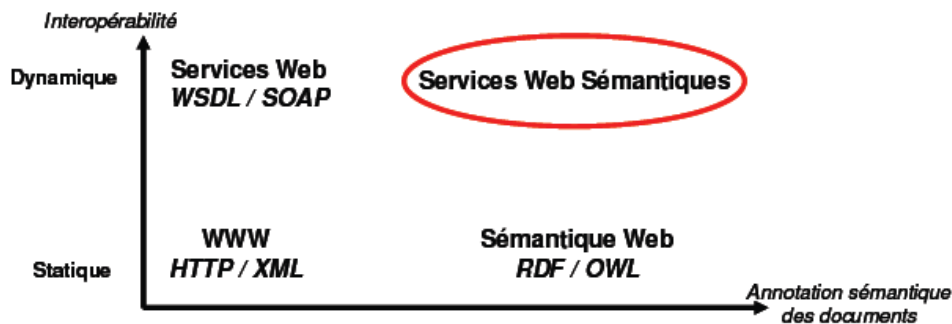 Interopérabilité
Dynamique
Services Web
WSDL / SOAP
Services Web Sémantiques
Statique
WWW
HTTP / XML
Sémantique Web
RDF / OWL
Annotation sémantique
des documents